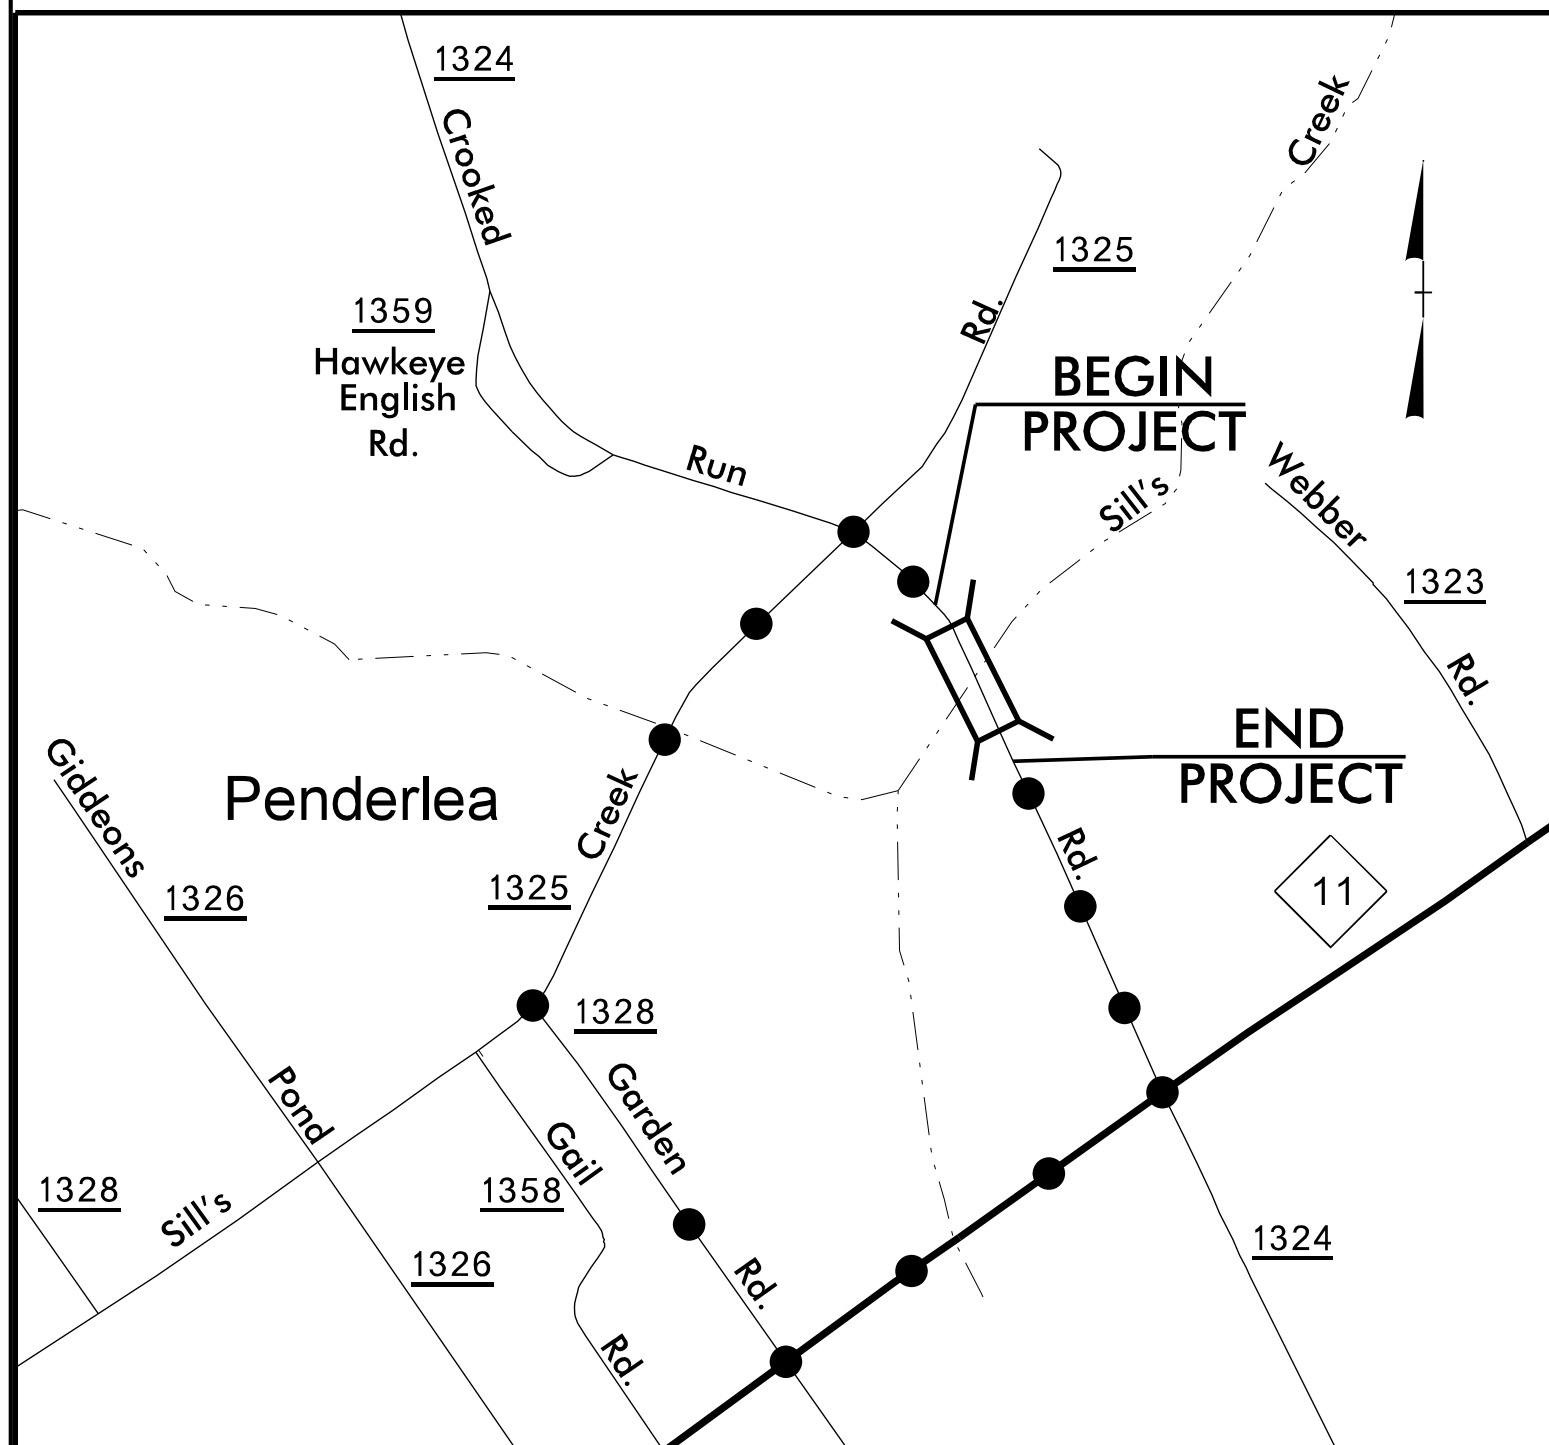 1324
Crooked
Creek
1325
Rd.
1359
Hawkeye
English
Rd.
BEGIN
PROJECT
Run
Sill's
Webber
1323
Rd.
END
PROJECT
Giddeons
Penderlea
Creek
Rd.
11
1325
1326
1328
Garden
Pond
Gail
1328
Sill's
1358
1326
Rd.
1324
Rd.